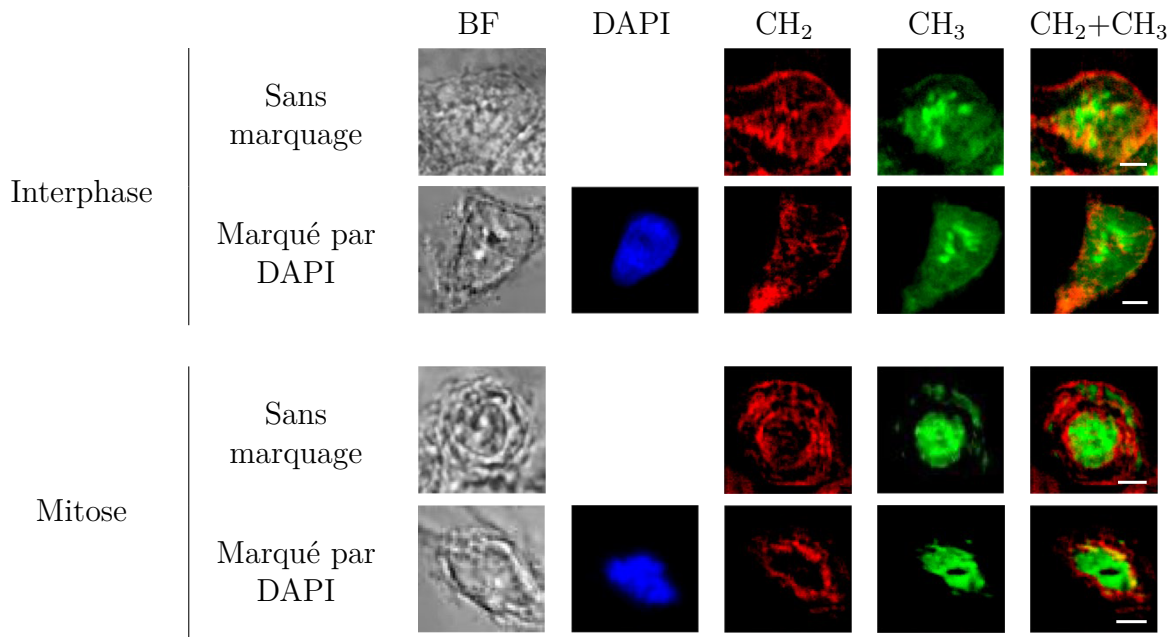 BF DAPI CH₂ CH₃ CH₂+CH₃
Sans
marquage
Interphase
Marqué par
DAPI
Sans
marquage
Mitose
Marqué par
DAPI